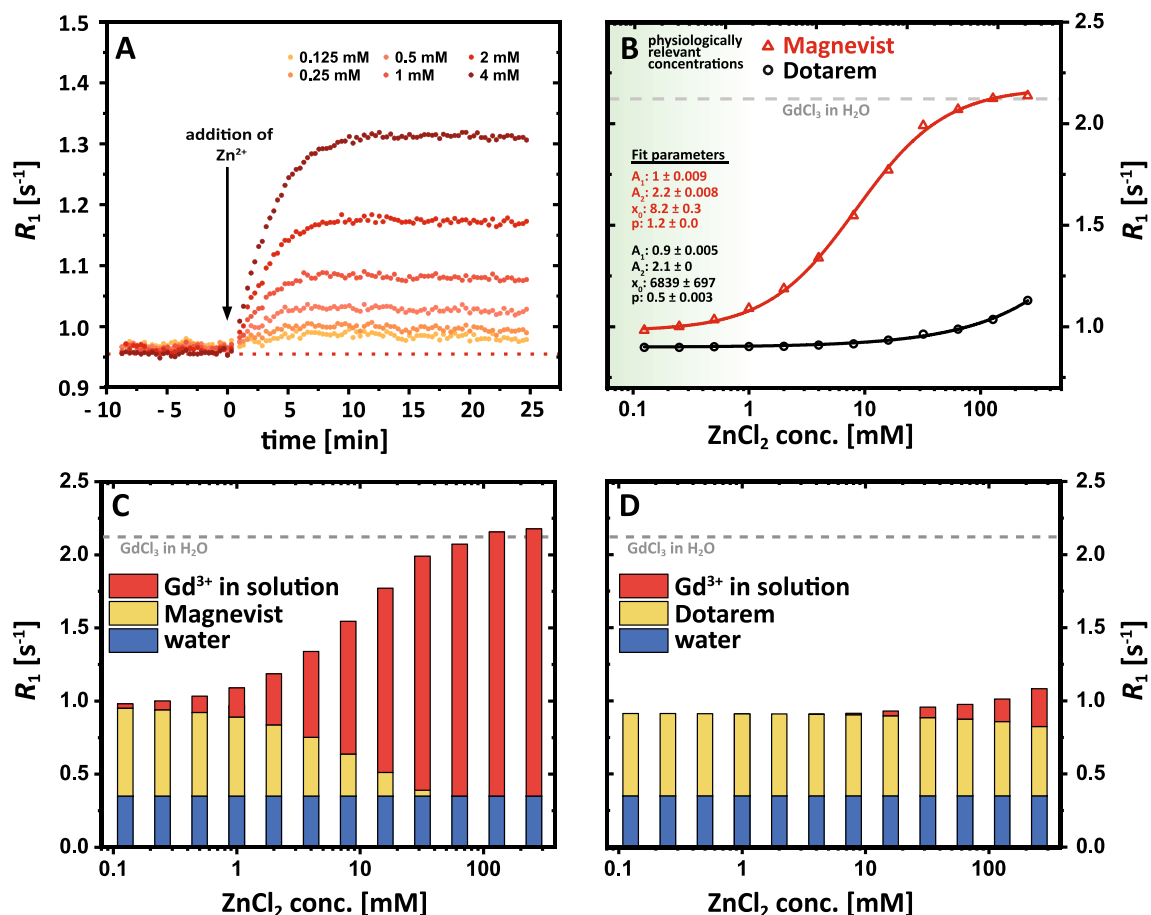 A
0.125 mM
0.5 mM
2 mM
0.25 mM
1 mM
4 mM
addition of
Zn²⁺
R₁ [s⁻¹]
1.5
1.4
1.3
1.2
1.1
1.0
0.9
- 10
- 5
0
5
10
15
20
25
time [min]
B
physiologically
relevant
concentrations
Magnevist
Dotarem
GdCl₃ in H₂O
Fit parameters
A₁: 1 ± 0.009
A₂: 2.2 ± 0.008
x₀: 8.2 ± 0.3
p: 1.2 ± 0.0
A₁: 0.9 ± 0.005
A₂: 2.1 ± 0
x₀: 6839 ± 697
p: 0.5 ± 0.003
2.5
2.0
1.5
1.0
R₁ [s⁻¹]
0.1
1
10
100
ZnCl₂ conc. [mM]
C
GdCl₃ in H₂O
Gd³⁺ in solution
Magnevist
water
R₁ [s⁻¹]
2.5
2.0
1.5
1.0
0.5
0.0
0.1
1
10
100
ZnCl₂ conc. [mM]
D
GdCl₃ in H₂O
Gd³⁺ in solution
Dotarem
water
2.5
2.0
1.5
1.0
0.5
0.0
R₁ [s⁻¹]
0.1
1
10
100
ZnCl₂ conc. [mM]